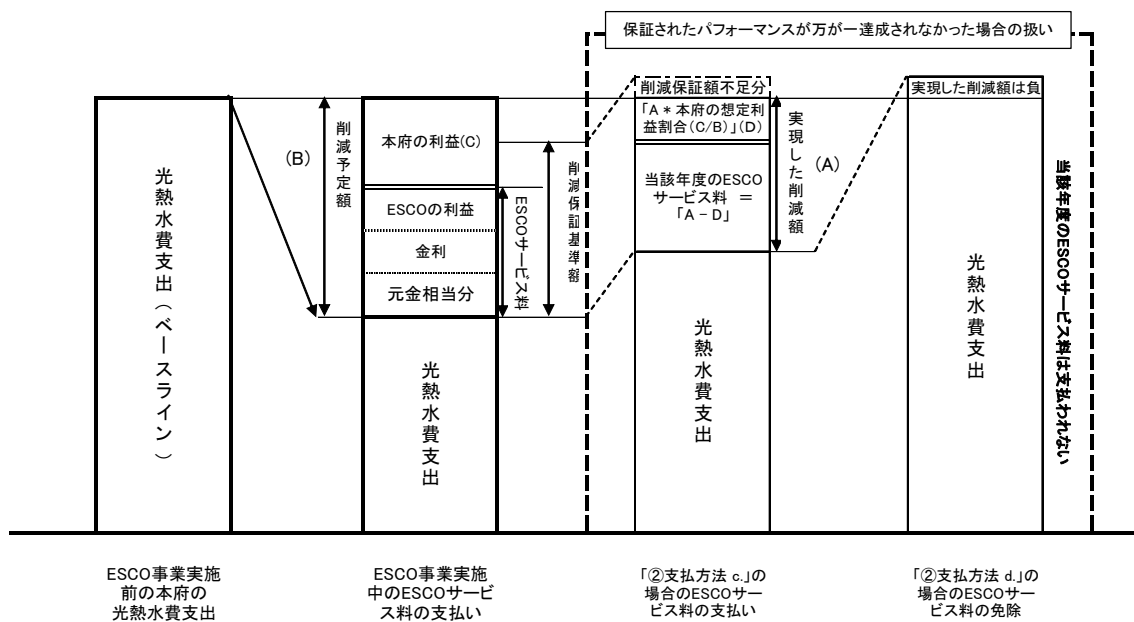 保証されたパフォーマンスが万が一達成されなかった場合の扱い
光熱水費支出(ベースライン)
(B)
削減予定額
本府の利益(C)
ESCOの利益
金利
元金相当分
光熱水費支出
ESCOサービス料
削減保証基準額
削減保証額不足分
「A*本府の想定利
益割合(C/B)」(D)
当該年度のESCO
サービス料 =
「A-D」
光熱水費支出
実現した削減額
(A)
実現した削減額は負
光熱水費支出
当該年度のESCOサービス料は支払われない
ESCO事業実施
前の本府の
光熱水費支出
ESCO事業実施
中のESCOサービ
ス料の支払い
「②支払方法 c.」の
場合のESCOサー
ビス料の支払い
「②支払方法 d.」の
場合のESCOサー
ビス料の免除